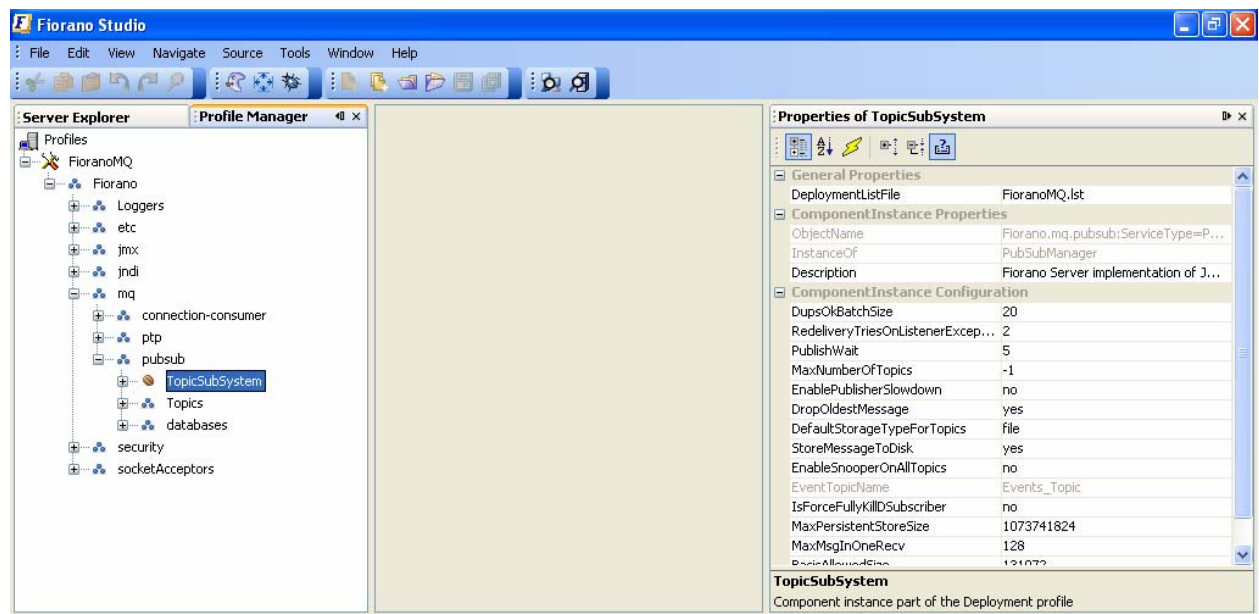 Fiorano Studio
File Edit View Navigate Source Tools Window Help
Server Explorer Profile Manager
Profiles
FioranoMQ
Fiorano
Loggers
etc
jmx
jndi
mq
connection-consumer
ptp
pubsub
TopicSubSystem
Topics
databases
security
socketAcceptors
Properties of TopicSubSystem
General Properties
DeploymentListFile FioranoMQ.lst
ComponentInstance Properties
ObjectName Fiorano.mq.pubsub:ServiceType=P...
InstanceOf PubSubManager
Description Fiorano Server implementation of J...
ComponentInstance Configuration
DupsOkBatchSize 20
RedeliveryTriesOnListenerExcep... 2
PublishWait 5
MaxNumberOfTopics -1
EnablePublisherSlowdown no
DropOldestMessage yes
DefaultStorageTypeForTopics file
StoreMessageToDisk yes
EnableSnooperOnAllTopics no
EventTopicName Events_Topic
IsForceFullyKillDSubscriber no
MaxPersistentStoreSize 1073741824
MaxMsgInOneRecv 128
BasicAllowedSize 131072
TopicSubSystem
Component instance part of the Deployment profile